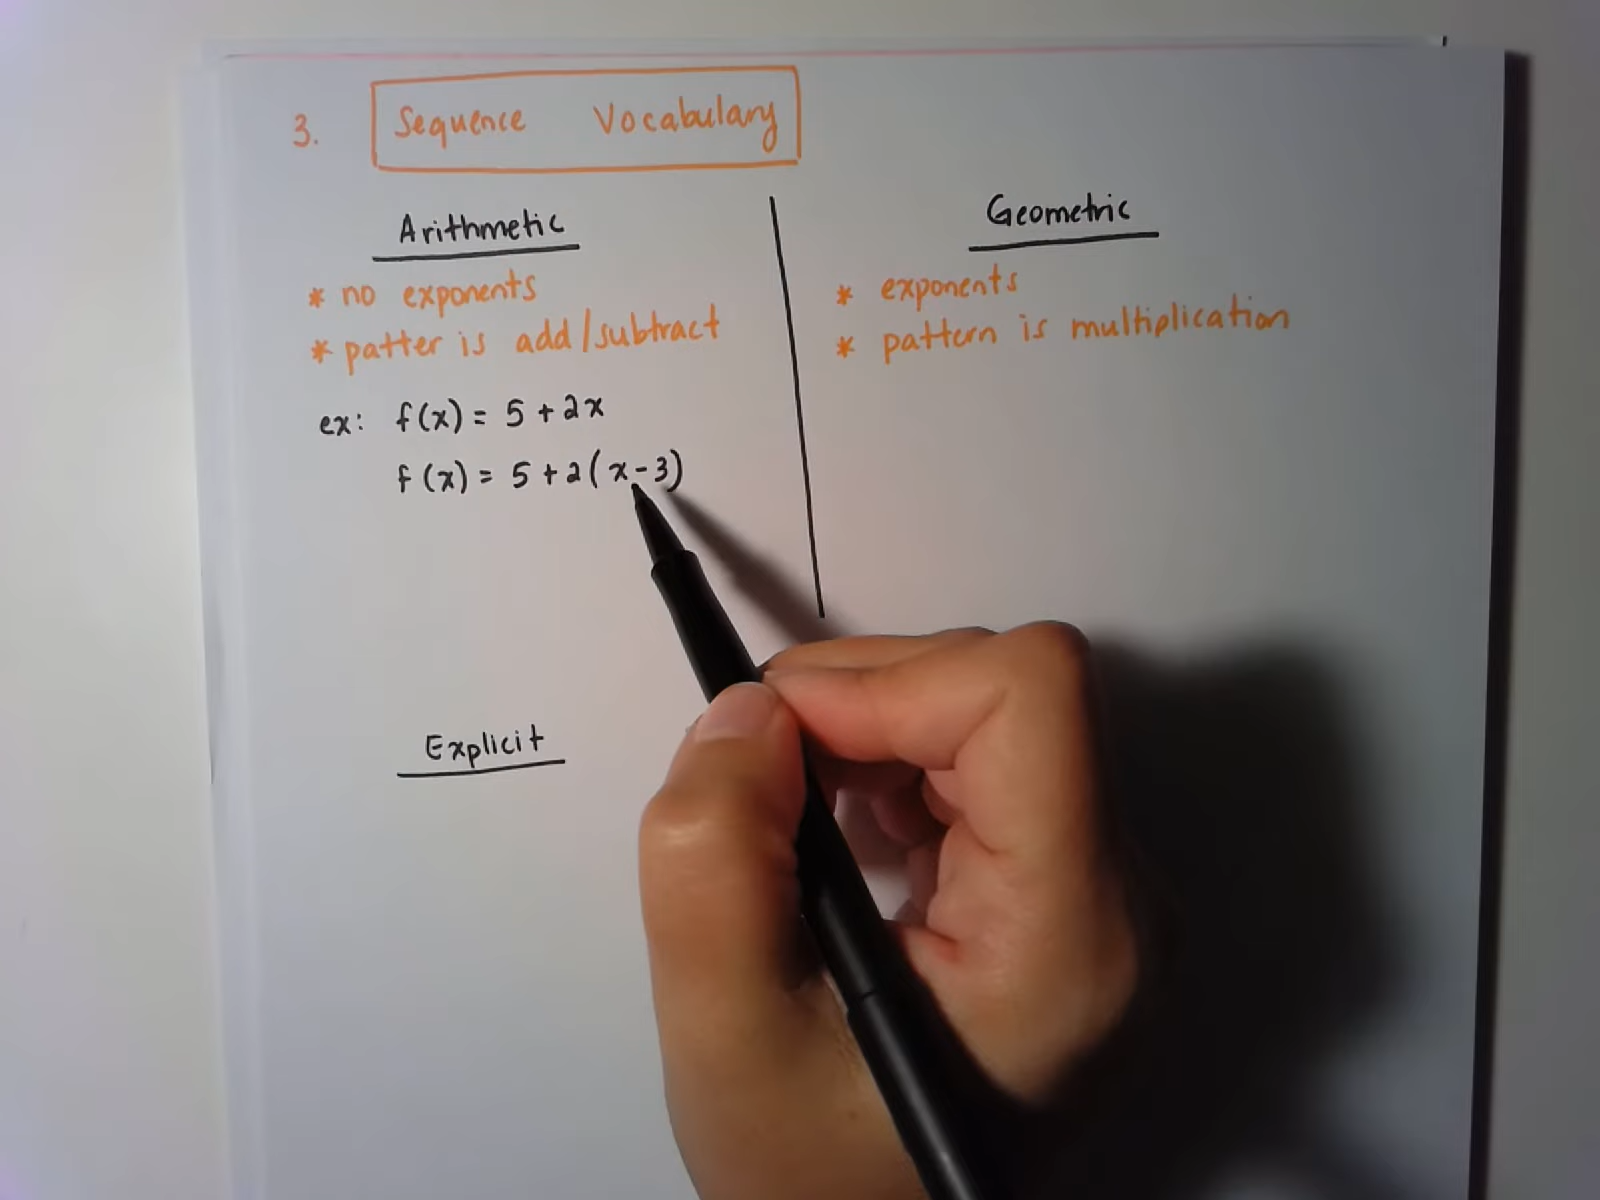 3. Sequence Vocabulary
Arithmetic
* no exponents
* patter is add/subtract
ex: f(x) = 5 + 2x
f(x) = 5 + 2(x-3)
Geometric
* exponents
* pattern is multiplication
Explicit